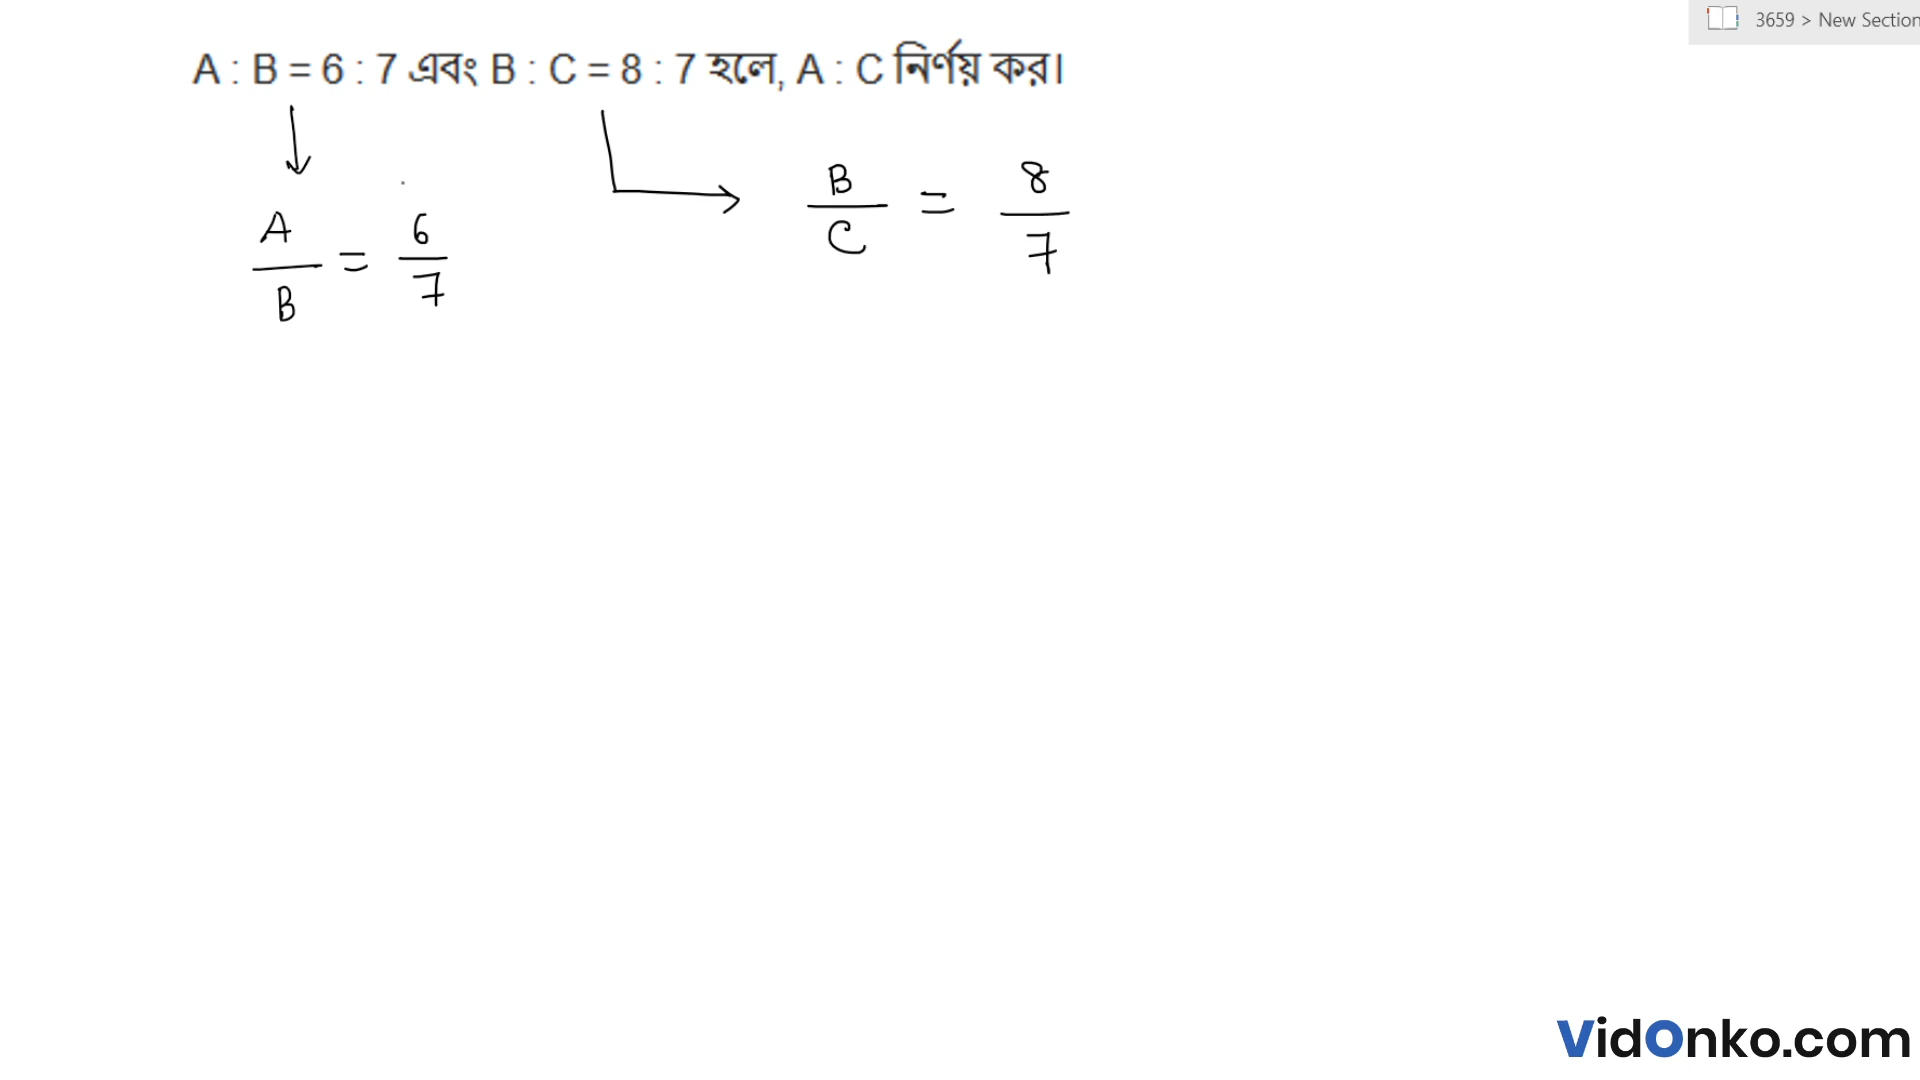 3659 > New Section
A : B = 6 : 7 এবং B : C = 8 : 7 হলে, A : C নির্ণয় কর।
A/B = 6/7
B/C = 8/7
VidOnko.com